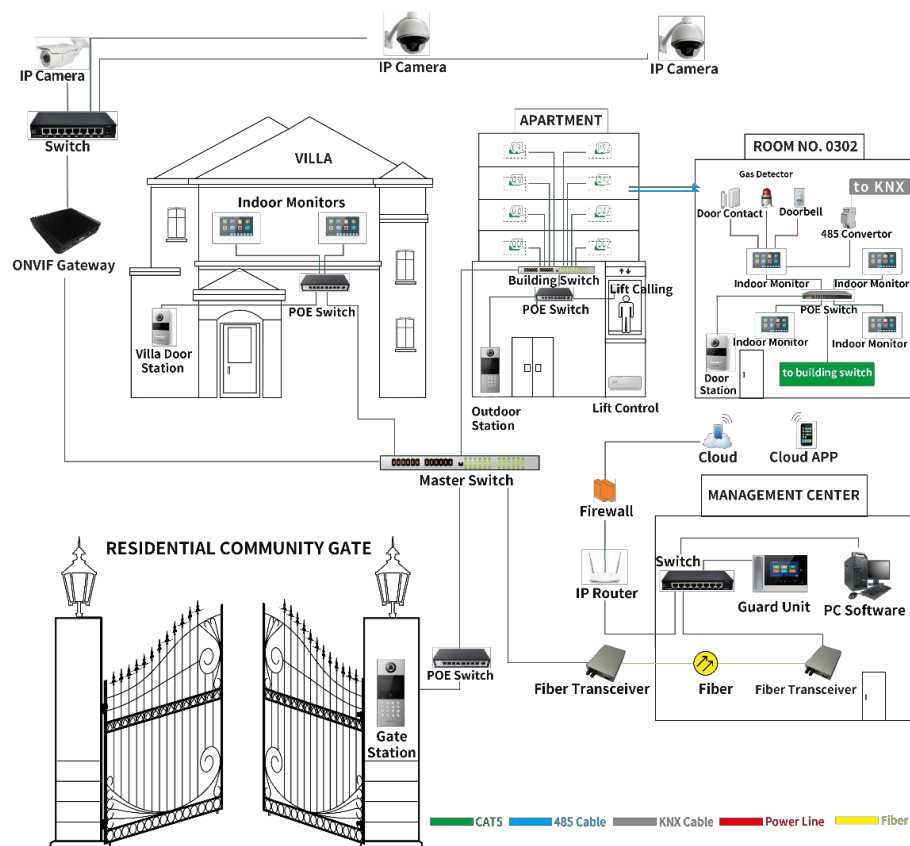 IP Camera
IP Camera
IP Camera
Switch
ONVIF Gateway
VILLA
Indoor Monitors
POE Switch
Villa Door
Station
APARTMENT
Building Switch
Lift Calling
POE Switch
Outdoor
Station
Lift Control
ROOM NO. 0302
Gas Detector
to KNX
Door Contact
Doorbell
485 Convertor
Indoor Monitor
Indoor Monitor
POE Switch
Indoor Monitor
Indoor Monitor
Door
Station
to building switch
Master Switch
Cloud
Cloud APP
Firewall
IP Router
MANAGEMENT CENTER
Switch
Guard Unit
PC Software
Fiber Transceiver
Fiber
Fiber Transceiver
RESIDENTIAL COMMUNITY GATE
POE Switch
Gate
Station
CAT5
485 Cable
KNX Cable
Power Line
Fiber